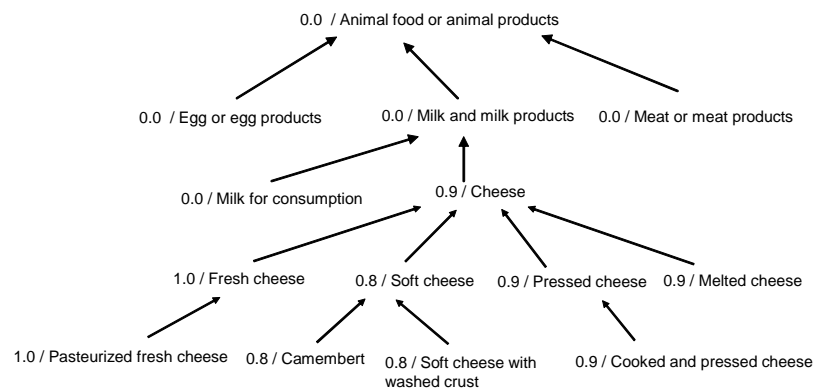 0.0 / Animal food or animal products
0.0 / Egg or egg products
0.0 / Milk and milk products
0.0 / Meat or meat products
0.0 / Milk for consumption
0.9 / Cheese
1.0 / Fresh cheese
0.8 / Soft cheese
0.9 / Pressed cheese
0.9 / Melted cheese
1.0 / Pasteurized fresh cheese
0.8 / Camembert
0.8 / Soft cheese with
washed crust
0.9 / Cooked and pressed cheese